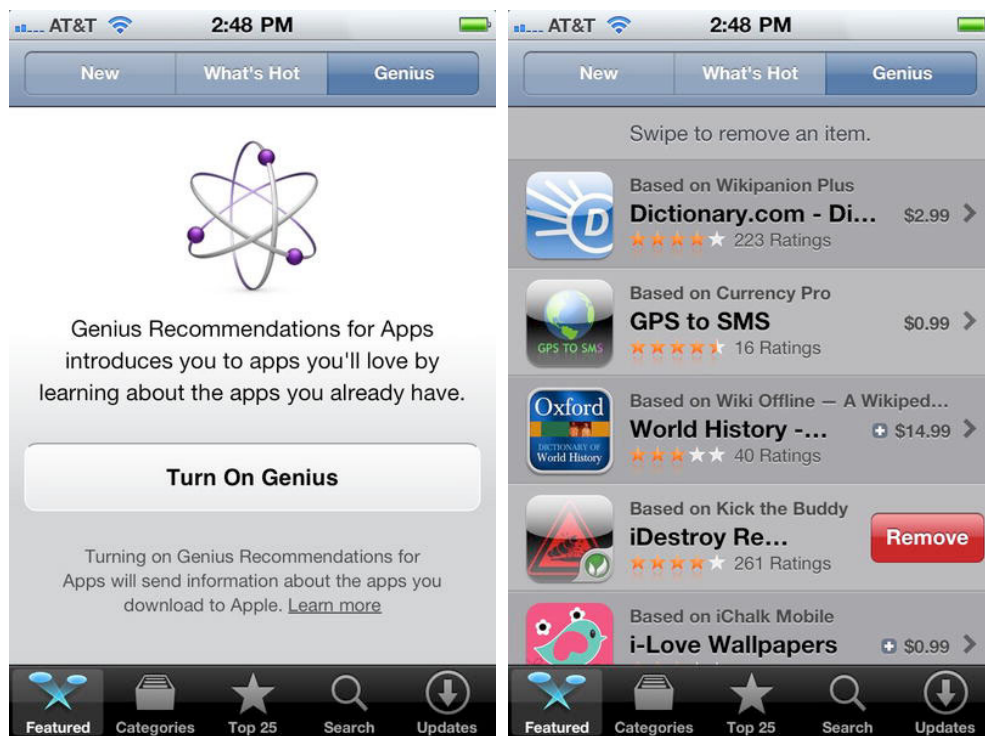 AT&T 2:48 PM
New What's Hot Genius
Genius Recommendations for Apps
introduces you to apps you'll love by
learning about the apps you already have.
Turn On Genius
Turning on Genius Recommendations for
Apps will send information about the apps you
download to Apple. Learn more
Featured Categories Top 25 Search Updates
AT&T 2:48 PM
New What's Hot Genius
Swipe to remove an item.
Based on Wikipanion Plus
D
Dictionary.com - Di... $2.99
223 Ratings
Based on Currency Pro
GPS to SMS $0.99
GPS TO SMS
16 Ratings
Based on Wiki Offline — A Wikiped...
Oxford
DICTIONARY OF
World History
World History -... $14.99
40 Ratings
Based on Kick the Buddy
iDestroy Re... Remove
261 Ratings
Based on iChalk Mobile
i-Love Wallpapers $0.99
Featured Categories Top 25 Search Updates